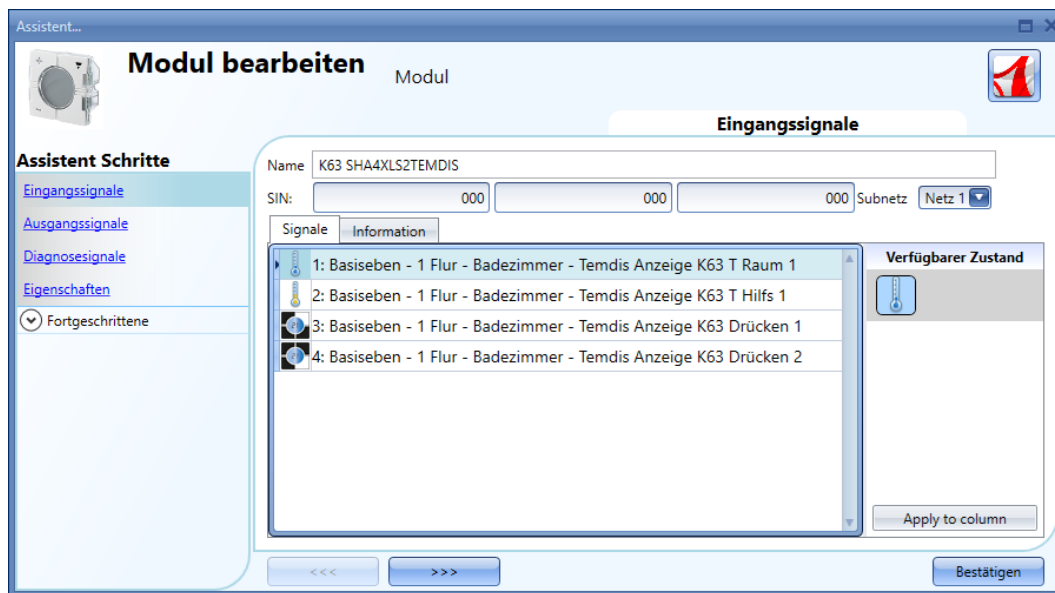 Assistent...
Modul bearbeiten
Modul
Eingangssignale
Assistent Schritte
Eingangssignale
Ausgangssignale
Diagnosesignale
Eigenschaften
Fortgeschrittene
Name K63 SHA4XLS2TEMDIS
SIN: 000 000 000 Subnetz Netz 1
Signale Information
1: Basiseben - 1 Flur - Badezimmer - Temdis Anzeige K63 T Raum 1
2: Basiseben - 1 Flur - Badezimmer - Temdis Anzeige K63 T Hilfs 1
3: Basiseben - 1 Flur - Badezimmer - Temdis Anzeige K63 Drücken 1
4: Basiseben - 1 Flur - Badezimmer - Temdis Anzeige K63 Drücken 2
Verfügbarer Zustand
Apply to column
<<< >>> Bestätigen